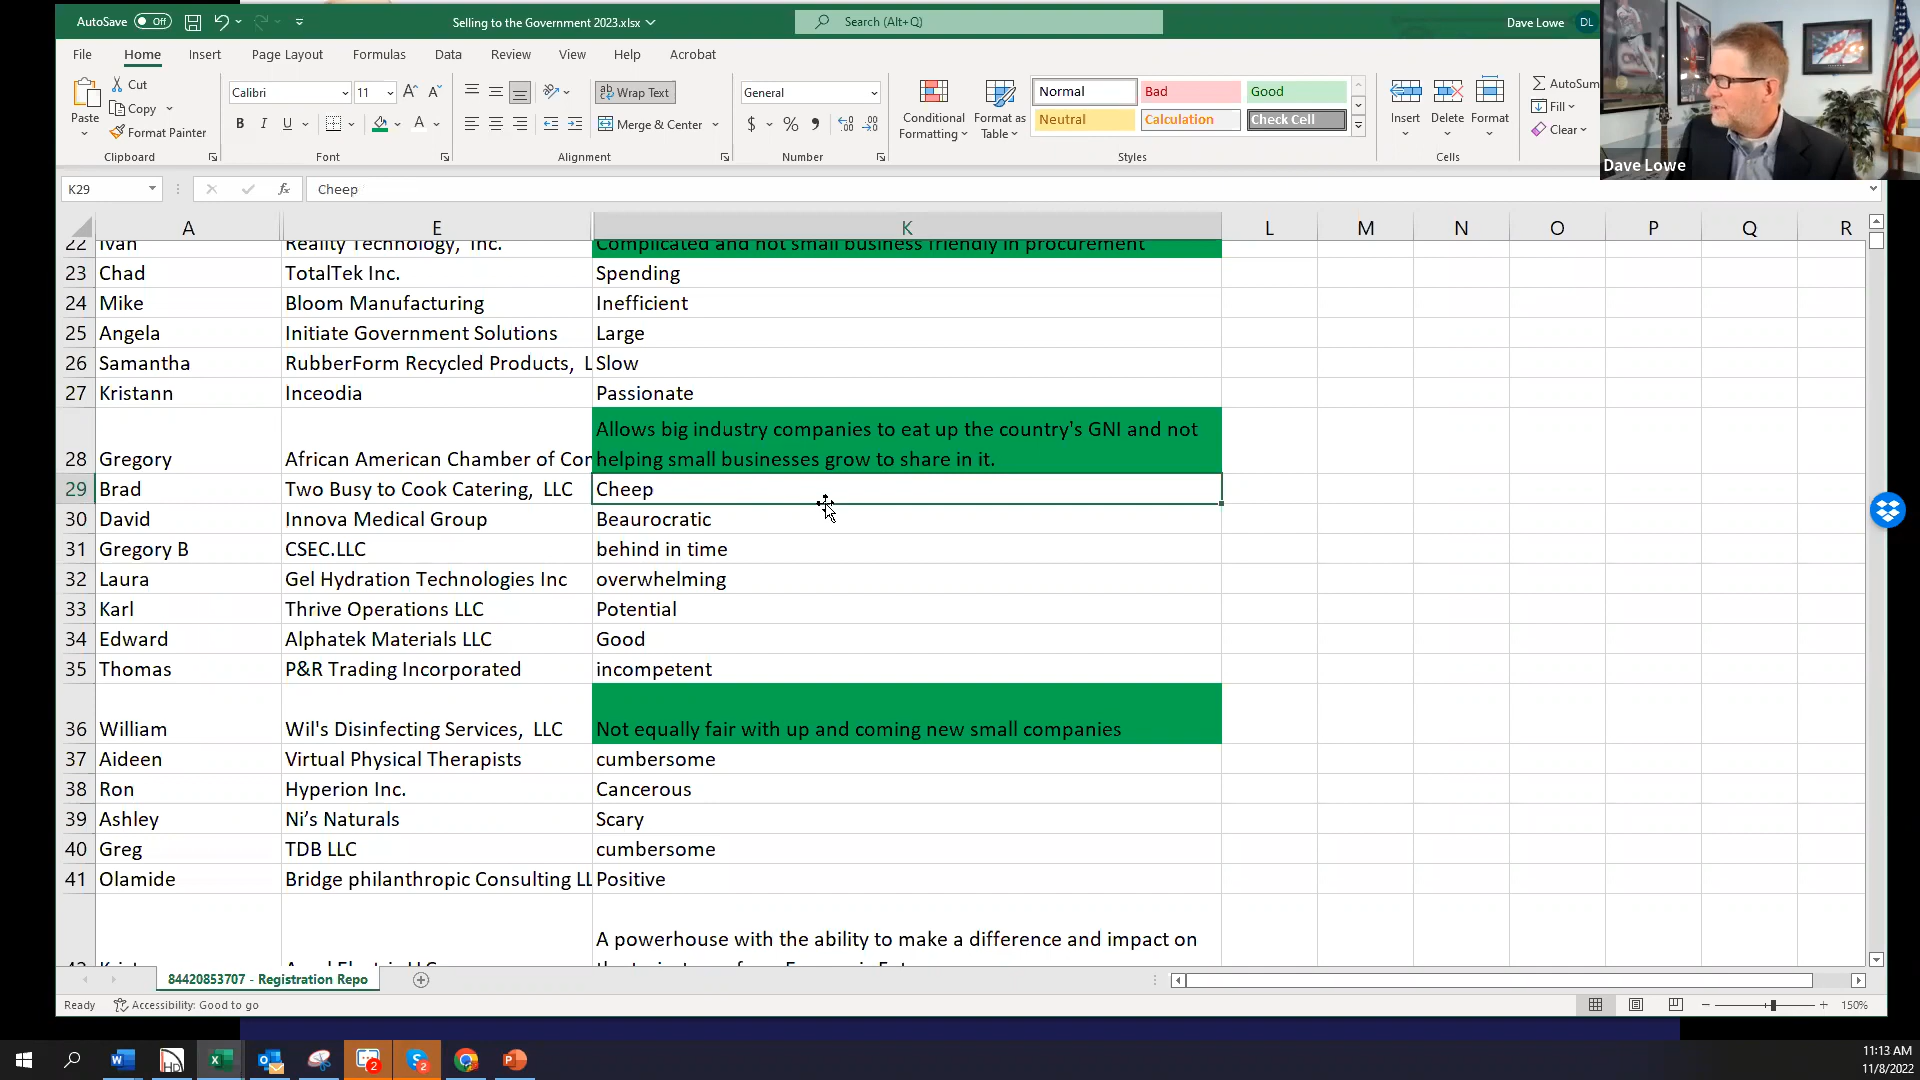 AutoSave Off Selling to the Government 2023.xlsx Search (Alt+Q) Dave Lowe DL
File Home Insert Page Layout Formulas Data Review View Help Acrobat
Paste Cut Copy Format Painter Clipboard
Calibri 11 A A B I U A Font
ab Wrap Text Merge & Center Alignment
General $ % Number
Conditional Formatting Format as Table
Normal Bad Good
Neutral Calculation Check Cell
Styles
Insert Delete Format Cells
AutoSum Fill Clear
Dave Lowe
K29 fx Cheep
A E K L M N O P Q R
22 Ivan Reality Technology, Inc. Complicated and not small business friendly in procurement
23 Chad TotalTek Inc. Spending
24 Mike Bloom Manufacturing Inefficient
25 Angela Initiate Government Solutions Large
26 Samantha RubberForm Recycled Products, L Slow
27 Kristann Inceodia Passionate
Allows big industry companies to eat up the country's GNI and not
28 Gregory African American Chamber of Con helping small businesses grow to share in it.
29 Brad Two Busy to Cook Catering, LLC Cheep
30 David Innova Medical Group Beaurocratic
31 Gregory B CSEC.LLC behind in time
32 Laura Gel Hydration Technologies Inc overwhelming
33 Karl Thrive Operations LLC Potential
34 Edward Alphatek Materials LLC Good
35 Thomas P&R Trading Incorporated incompetent
36 William Wil's Disinfecting Services, LLC Not equally fair with up and coming new small companies
37 Aideen Virtual Physical Therapists cumbersome
38 Ron Hyperion Inc. Cancerous
39 Ashley Ni’s Naturals Scary
40 Greg TDB LLC cumbersome
41 Olamide Bridge philanthropic Consulting LL Positive
A powerhouse with the ability to make a difference and impact on
84420853707 - Registration Repo
Ready Accessibility: Good to go 150%
2 2
11:13 AM
11/8/2022